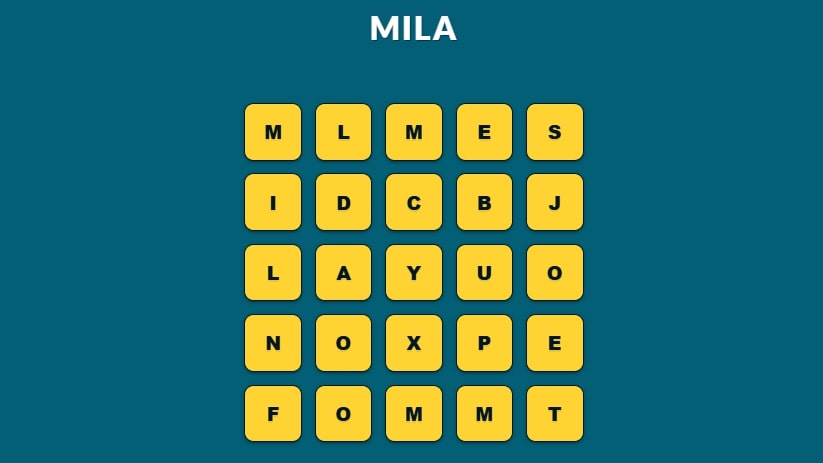 MILA
M L M E S
I D C B J
L A Y U O
N O X P E
F O M M T